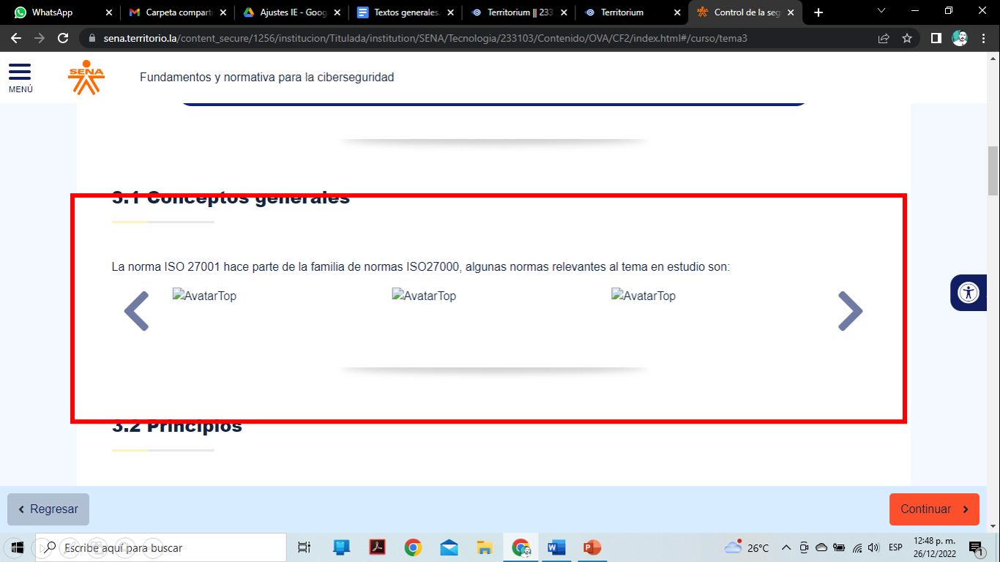 WhatsApp
Carpeta comparti
Ajustes IE - Goog
Textos generales.
Territorium || 233
Territorium
Control de la seg
sena.territorio.la/content_secure/1256/institucion/Titulada/institution/SENA/Tecnologia/233103/Contenido/OVA/CF2/index.html#/curso/tema3
MENÚ
SENA
Fundamentos y normativa para la ciberseguridad
3.1 Conceptos generales
La norma ISO 27001 hace parte de la familia de normas ISO27000, algunas normas relevantes al tema en estudio son:
AvatarTop
AvatarTop
AvatarTop
3.2 Principios
Regresar
Continuar
Escribe aquí para buscar
26°C
ESP
12:48 p. m.
26/12/2022
1